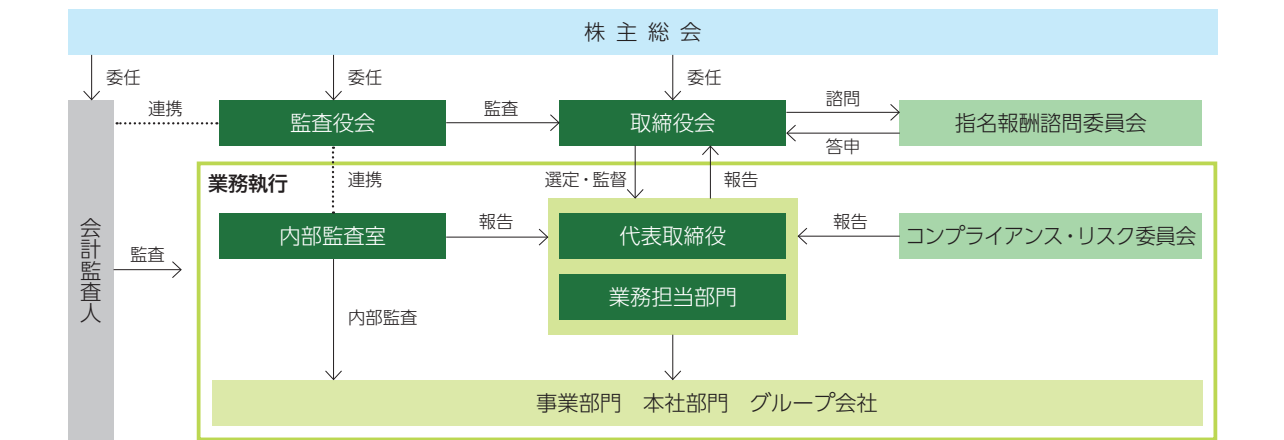 株主総会
委任
委任
委任
連携
監査役会
監査
取締役会
諮問
答申
指名報酬諮問委員会
業務執行
連携
選定・監督
報告
会計監査人
監査
内部監査室
報告
代表取締役
報告
コンプライアンス・リスク委員会
業務担当部門
内部監査
事業部門　本社部門　グループ会社